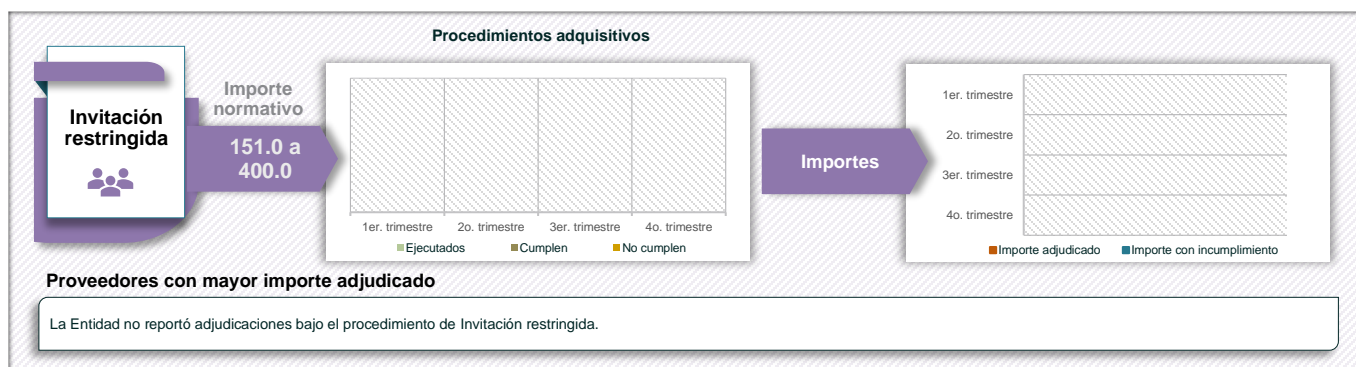 Procedimientos adquisitivos
Invitación
restringida
Importe
normativo
151.0 a
400.0
1er. trimestre 2o. trimestre 3er. trimestre 4o. trimestre
Ejecutados Cumplen No cumplen
Importes
1er. trimestre
2o. trimestre
3er. trimestre
4o. trimestre
Importe adjudicado Importe con incumplimiento
Proveedores con mayor importe adjudicado
La Entidad no reportó adjudicaciones bajo el procedimiento de Invitación restringida.